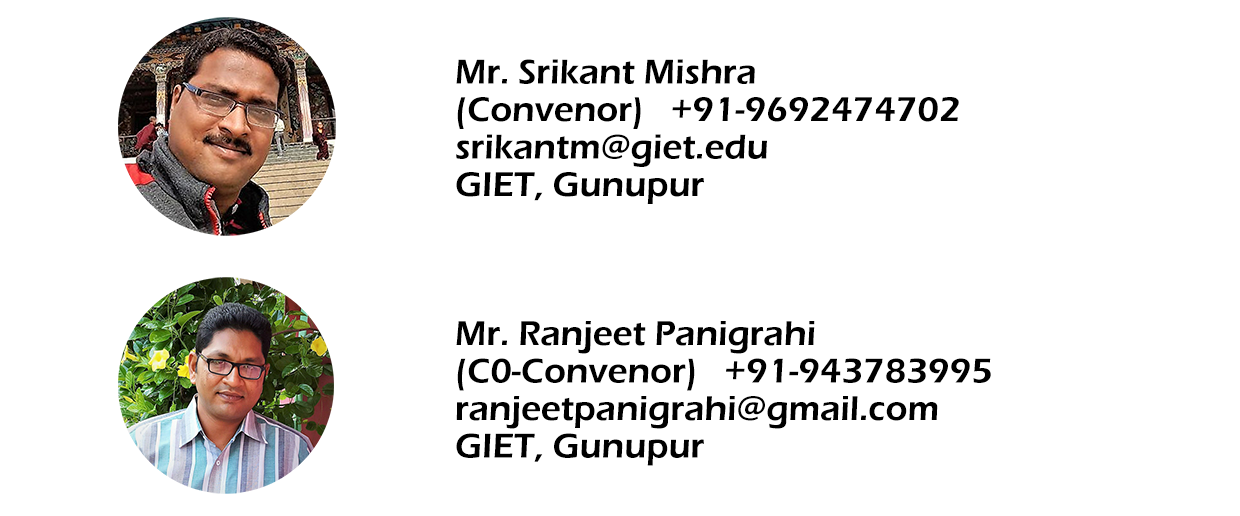 Mr. Srikant Mishra
(Convenor) +91-9692474702
srikantm@giet.edu
GIET, Gunupur
Mr. Ranjeet Panigrahi
(C0-Convenor) +91-943783995
ranjeetpanigrahi@gmail.com
GIET, Gunupur